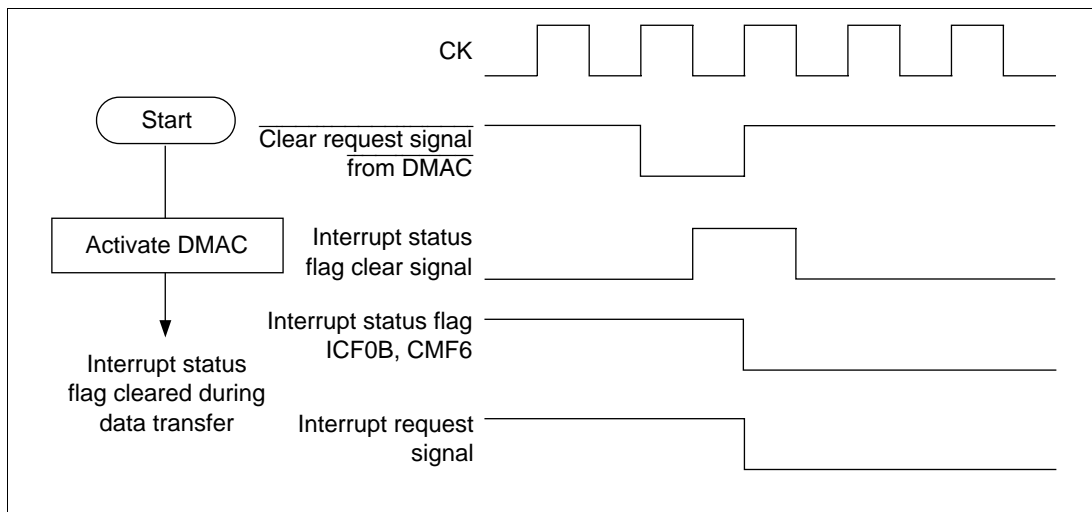 CK
Start
Clear request signal
from DMAC
Activate DMAC
Interrupt status
flag clear signal
Interrupt status flag
ICF0B, CMF6
Interrupt status
flag cleared during
data transfer
Interrupt request
signal